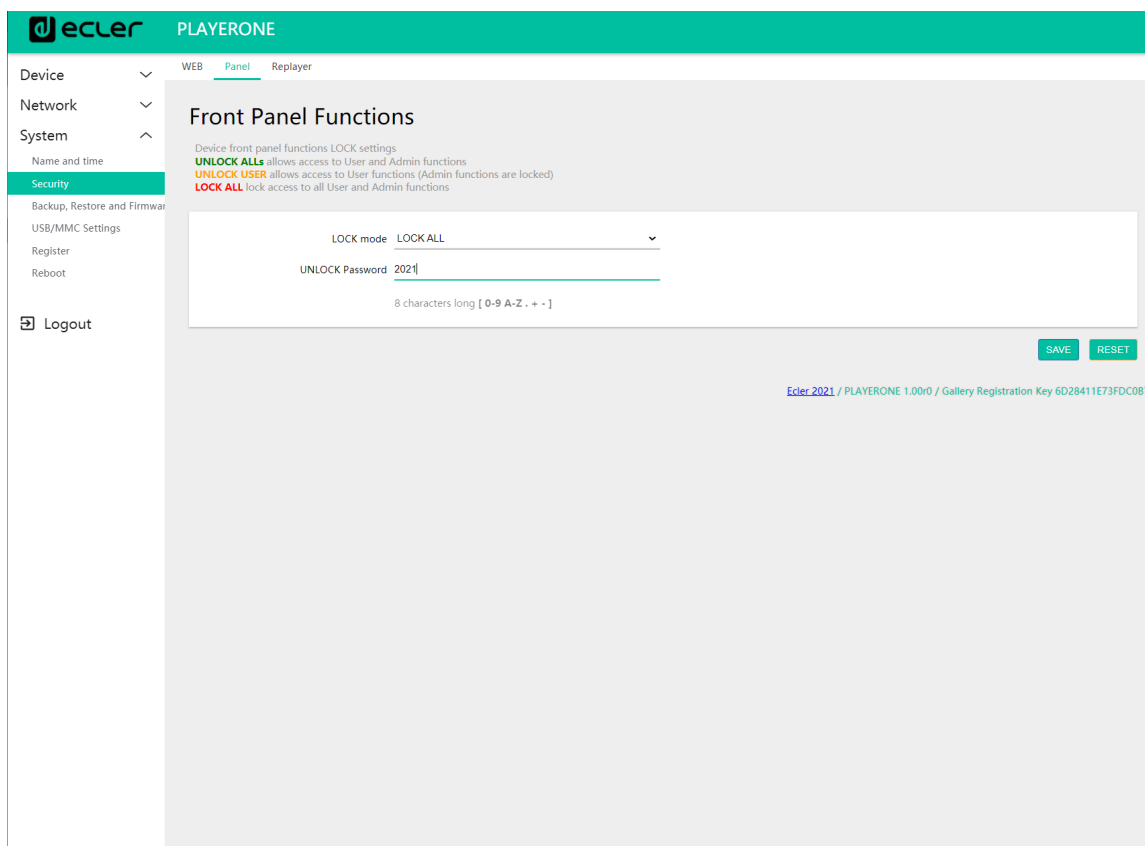 ecler PLAYERONE
WEB Panel Replayer
Device
Network
System
Name and time
Security
Backup, Restore and Firmwar
USB/MMC Settings
Register
Reboot
Logout
Front Panel Functions
Device front panel functions LOCK settings
UNLOCK ALLs allows access to User and Admin functions
UNLOCK USER allows access to User functions (Admin functions are locked)
LOCK ALL lock access to all User and Admin functions
LOCK mode LOCK ALL
UNLOCK Password 2021
8 characters long [ 0-9 A-Z . + - ]
SAVE RESET
Ecler 2021 / PLAYERONE 1.00r0 / Gallery Registration Key 6D28411E73FDC0B